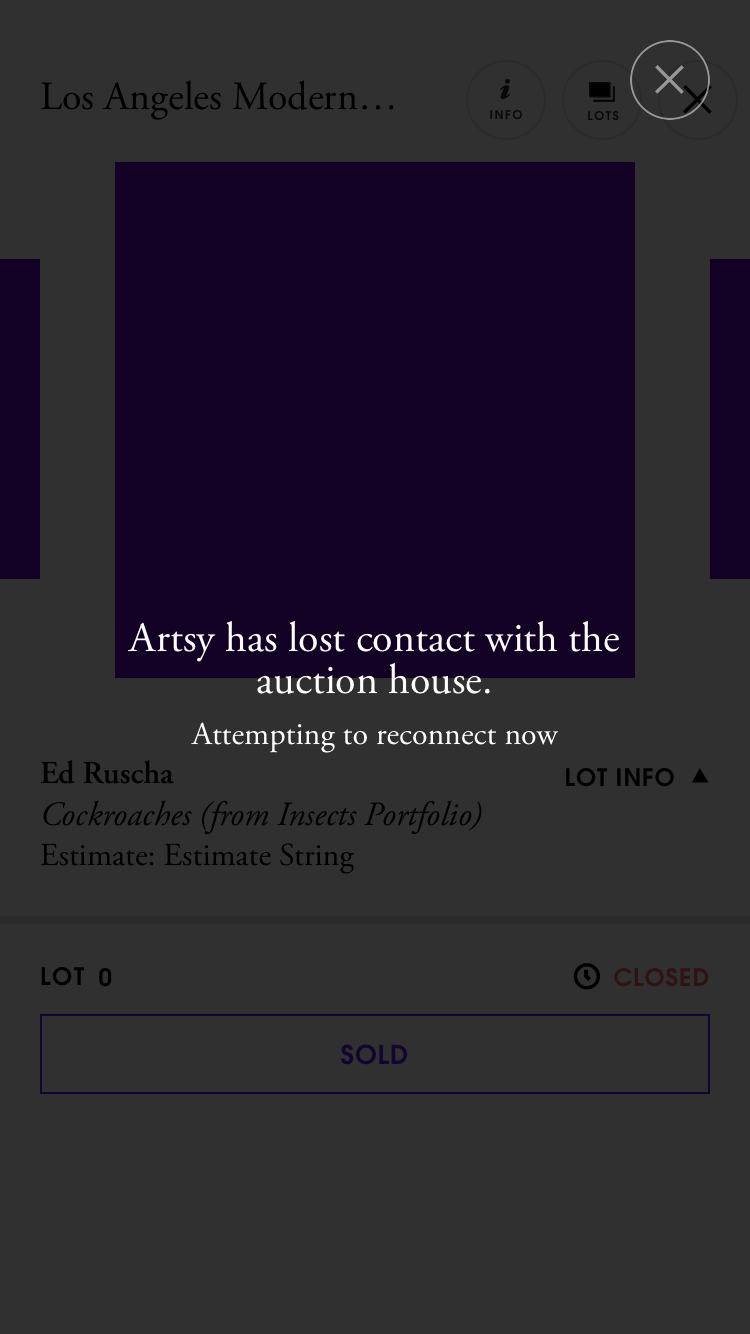 Los Angeles Modern…
INFO
LOTS
Artsy has lost contact with the
auction house.
Attempting to reconnect now
Ed Ruscha
LOT INFO
Cockroaches (from Insects Portfolio)
Estimate: Estimate String
LOT 0
CLOSED
SOLD